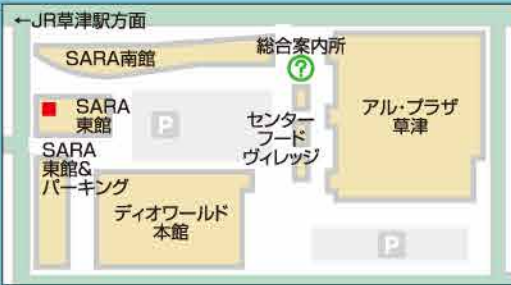 ←JR草津駅方面
SARA南館
総合案内所
?
SARA
東館
P
センター
フード
ヴィレッジ
アル・プラザ
草津
SARA
東館&
パーキング
ディオワールド
本館
P